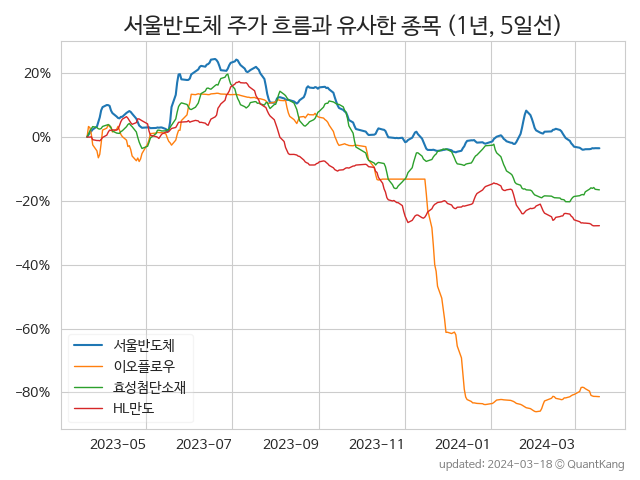 서울반도체 주가 흐름과 유사한 종목 (1년, 5일선)
20%
0%
−20%
−40%
−60%
−80%
서울반도체
이오플로우
효성첨단소재
HL만도
2023-05 2023-07 2023-09 2023-11 2024-01 2024-03
updated: 2024-03-18 © QuantKang